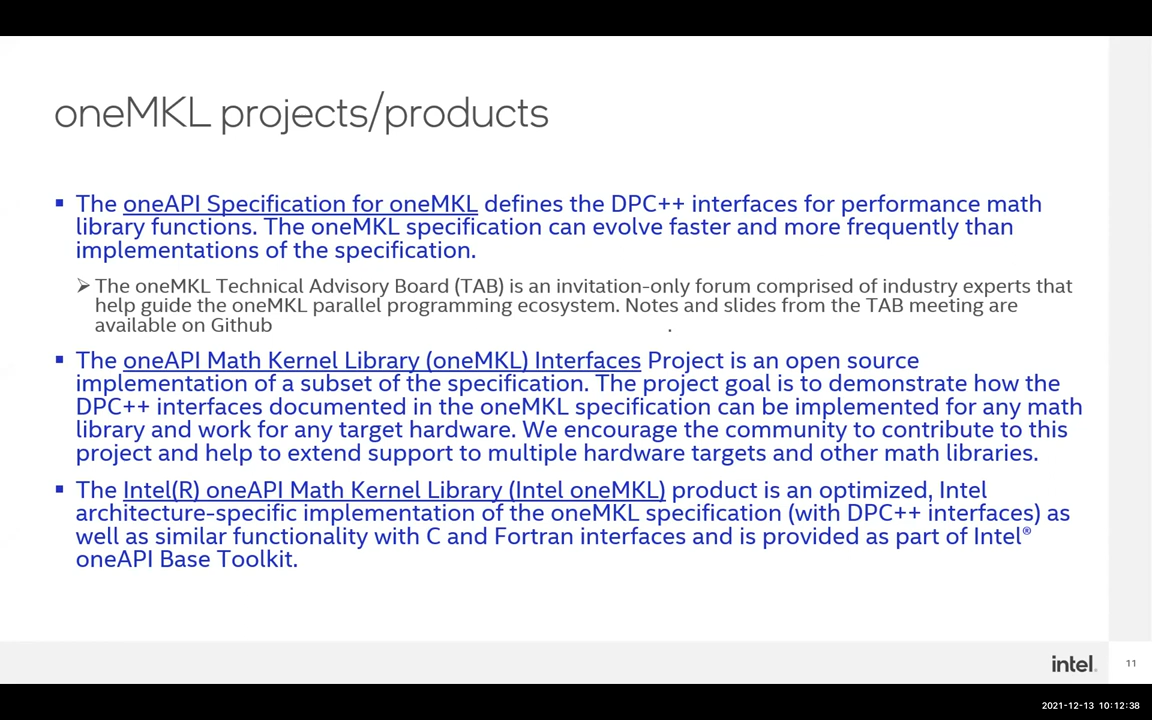 oneMKL projects/products
▪ The oneAPI Specification for oneMKL defines the DPC++ interfaces for performance math
library functions. The oneMKL specification can evolve faster and more frequently than
implementations of the specification.
➢ The oneMKL Technical Advisory Board (TAB) is an invitation-only forum comprised of industry experts that
help guide the oneMKL parallel programming ecosystem. Notes and slides from the TAB meeting are
available on Github .
▪ The oneAPI Math Kernel Library (oneMKL) Interfaces Project is an open source
implementation of a subset of the specification. The project goal is to demonstrate how the
DPC++ interfaces documented in the oneMKL specification can be implemented for any math
library and work for any target hardware. We encourage the community to contribute to this
project and help to extend support to multiple hardware targets and other math libraries.
▪ The Intel(R) oneAPI Math Kernel Library (Intel oneMKL) product is an optimized, Intel
architecture-specific implementation of the oneMKL specification (with DPC++ interfaces) as
well as similar functionality with C and Fortran interfaces and is provided as part of Intel®
oneAPI Base Toolkit.
intel.
11
2021-12-13 10:12:38